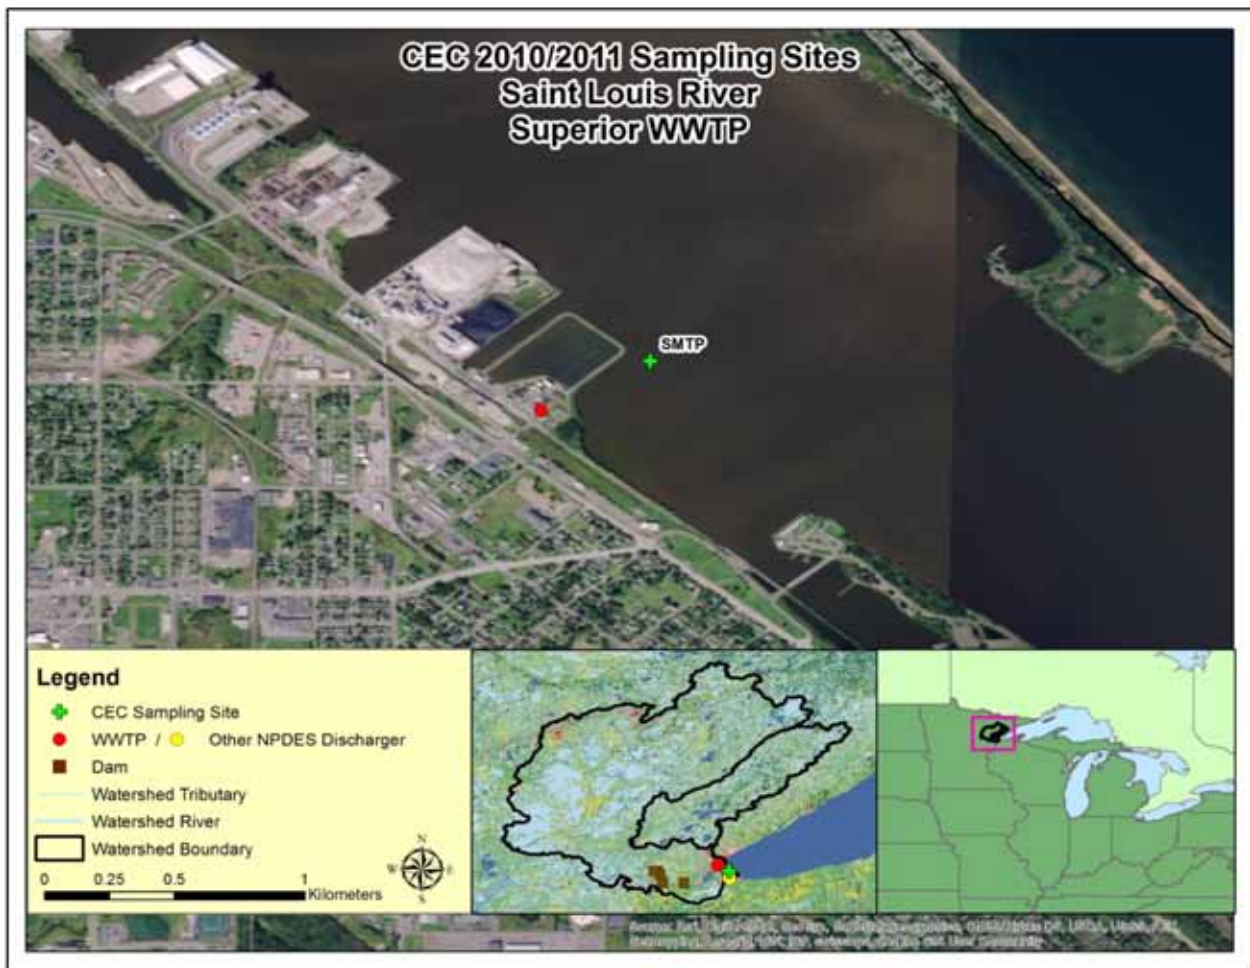 CEC 2010/2011 Sampling Sites
Saint Louis River
Superior WWTP
SMTP
Legend
CEC Sampling Site
WWTP / Other NPDES Discharger
Dam
Watershed Tributary
Watershed River
Watershed Boundary
N
W E
S
0 0.25 0.5 1
Kilometers